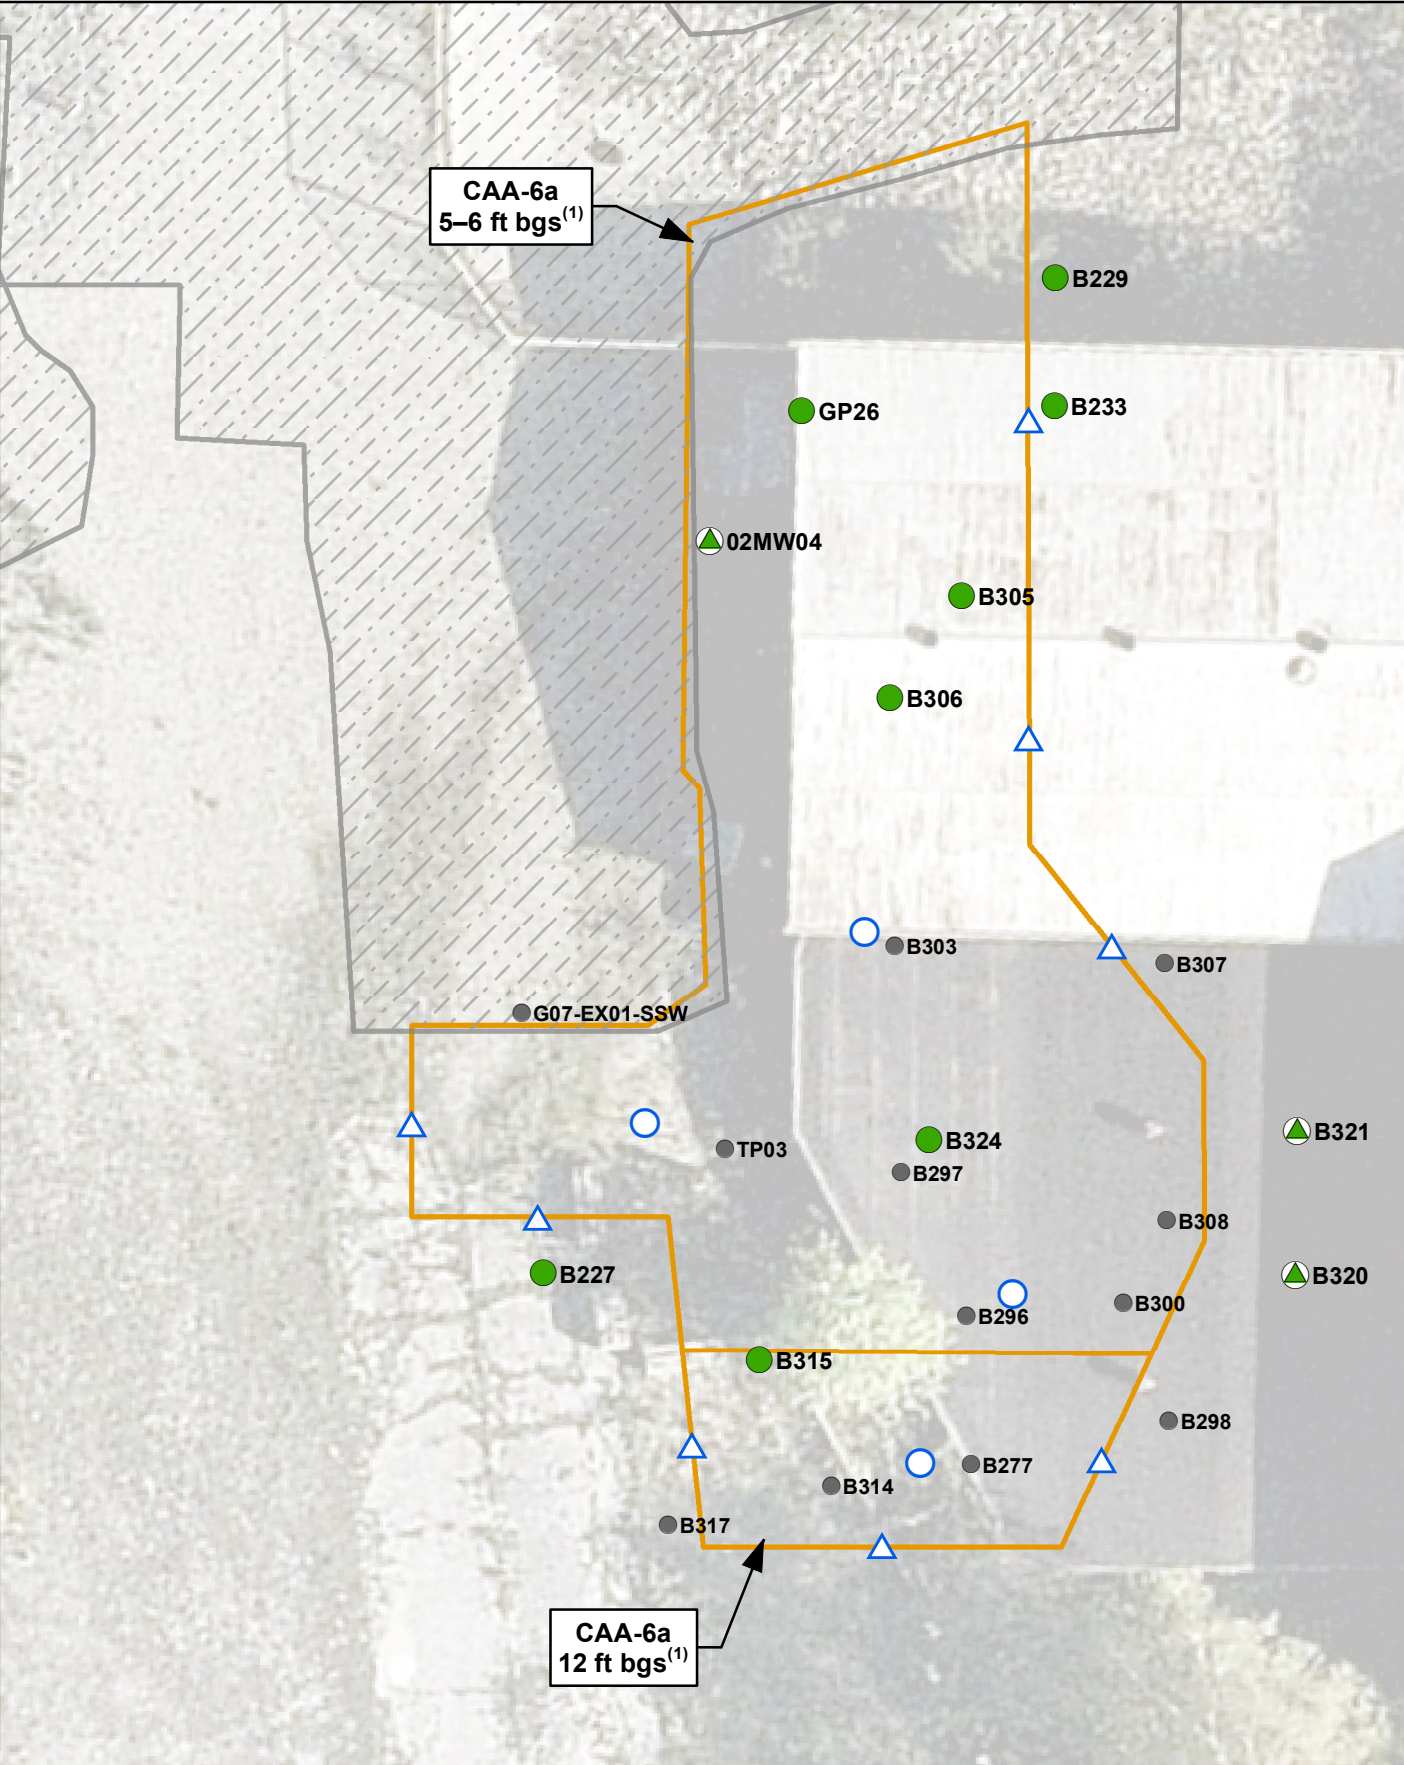 CAA-6a
5–6 ft bgs(1)
B229
GP26
B233
02MW04
B305
B306
B303
B307
G07-EX01-SSW
B321
B324
TP03
B297
B308
B227
B320
B300
B296
B315
B298
B277
B314
B317
CAA-6a
12 ft bgs(1)